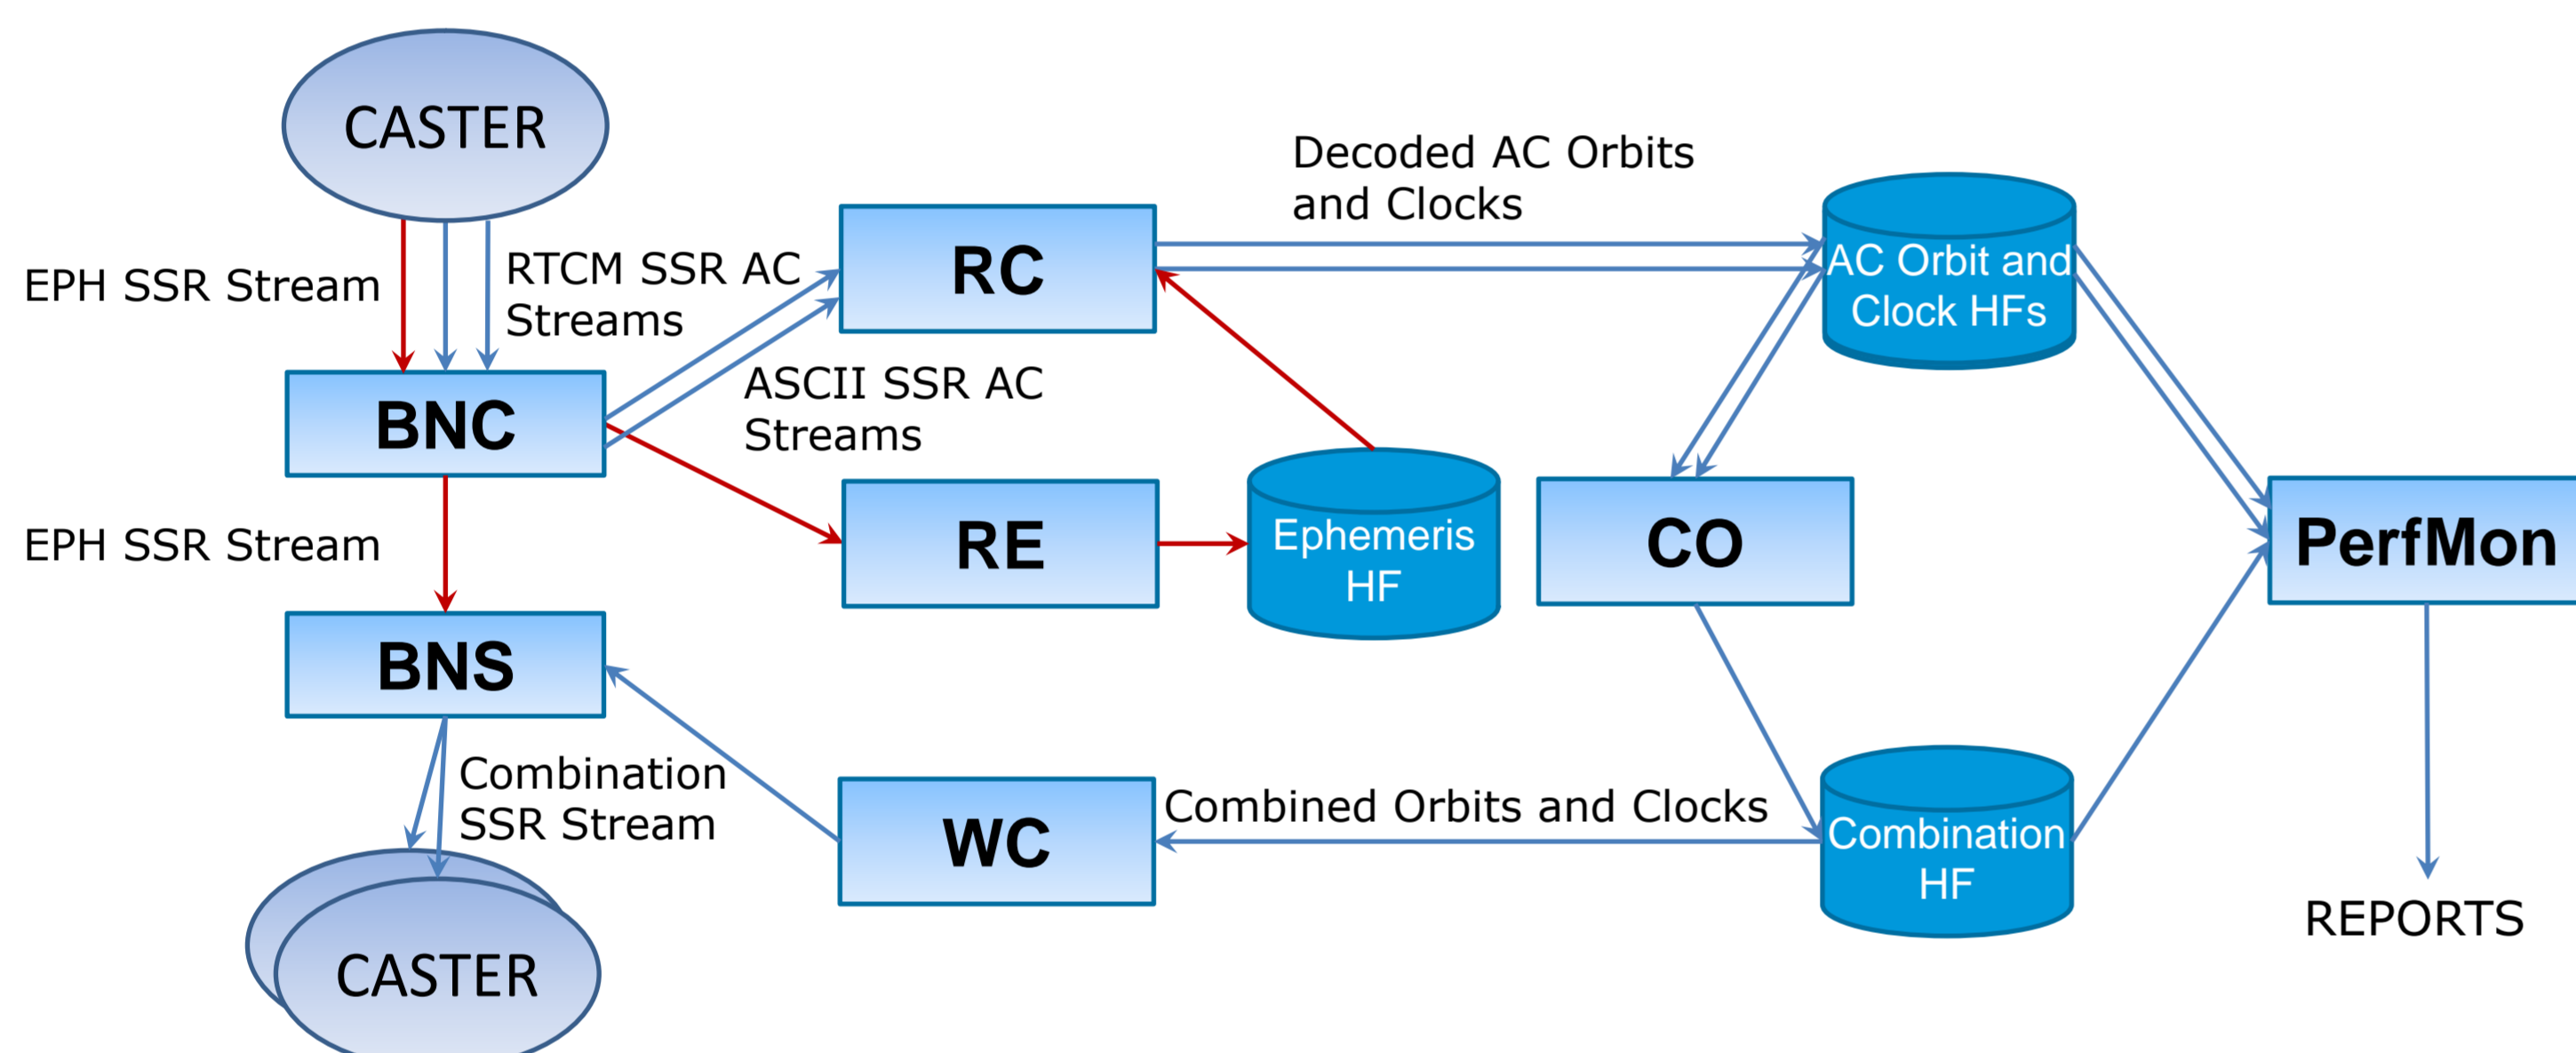 CASTER
EPH SSR Stream
RTCM SSR AC
Streams
BNC
ASCII SSR AC
Streams
RC
Decoded AC Orbits
and Clocks
AC Orbit and
Clock HFs
EPH SSR Stream
RE
Ephemeris
HF
CO
PerfMon
BNS
Combination
SSR Stream
WC
Combined Orbits and Clocks
Combination
HF
REPORTS
CASTER